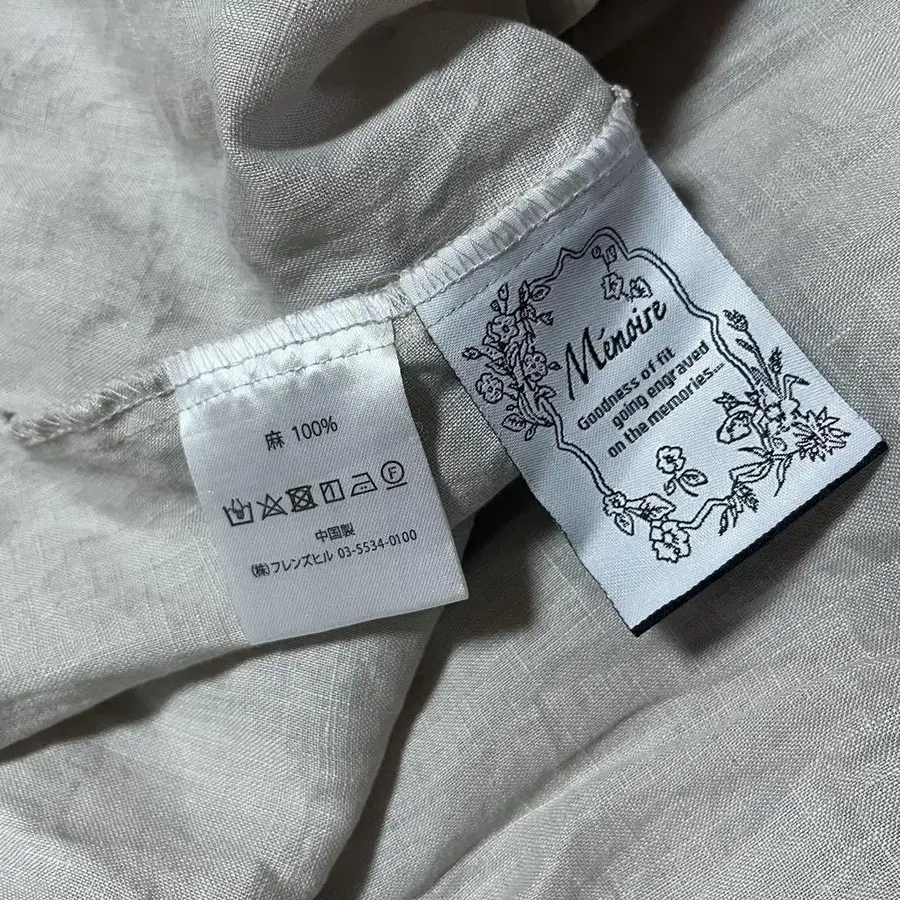 麻 100%
F
中国製
(株)フレンズヒル 03-5534-0100
Mémoire
Goodness of fit
going engraved
on the memories...